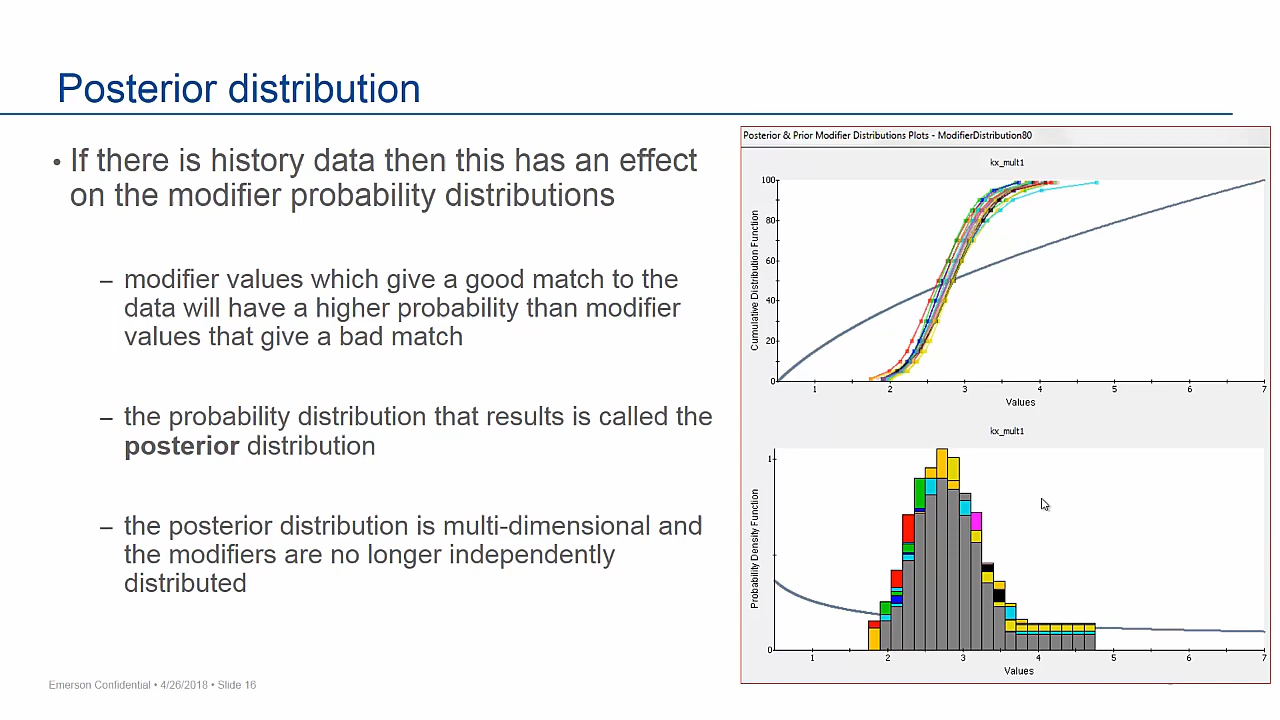 Posterior distribution
• If there is history data then this has an effect
on the modifier probability distributions
– modifier values which give a good match to the
data will have a higher probability than modifier
values that give a bad match
– the probability distribution that results is called the
posterior distribution
– the posterior distribution is multi-dimensional and
the modifiers are no longer independently
distributed
Emerson Confidential • 4/26/2018 • Slide 16
Posterior & Prior Modifier Distributions Plots - ModifierDistribution80
kx_mult1
Cumulative Distribution Function
100
80
60
40
20
0
1 2 3 4 5 6 7
Values
kx_mult1
Probability Density Function
1
0
1 2 3 4 5 6 7
Values